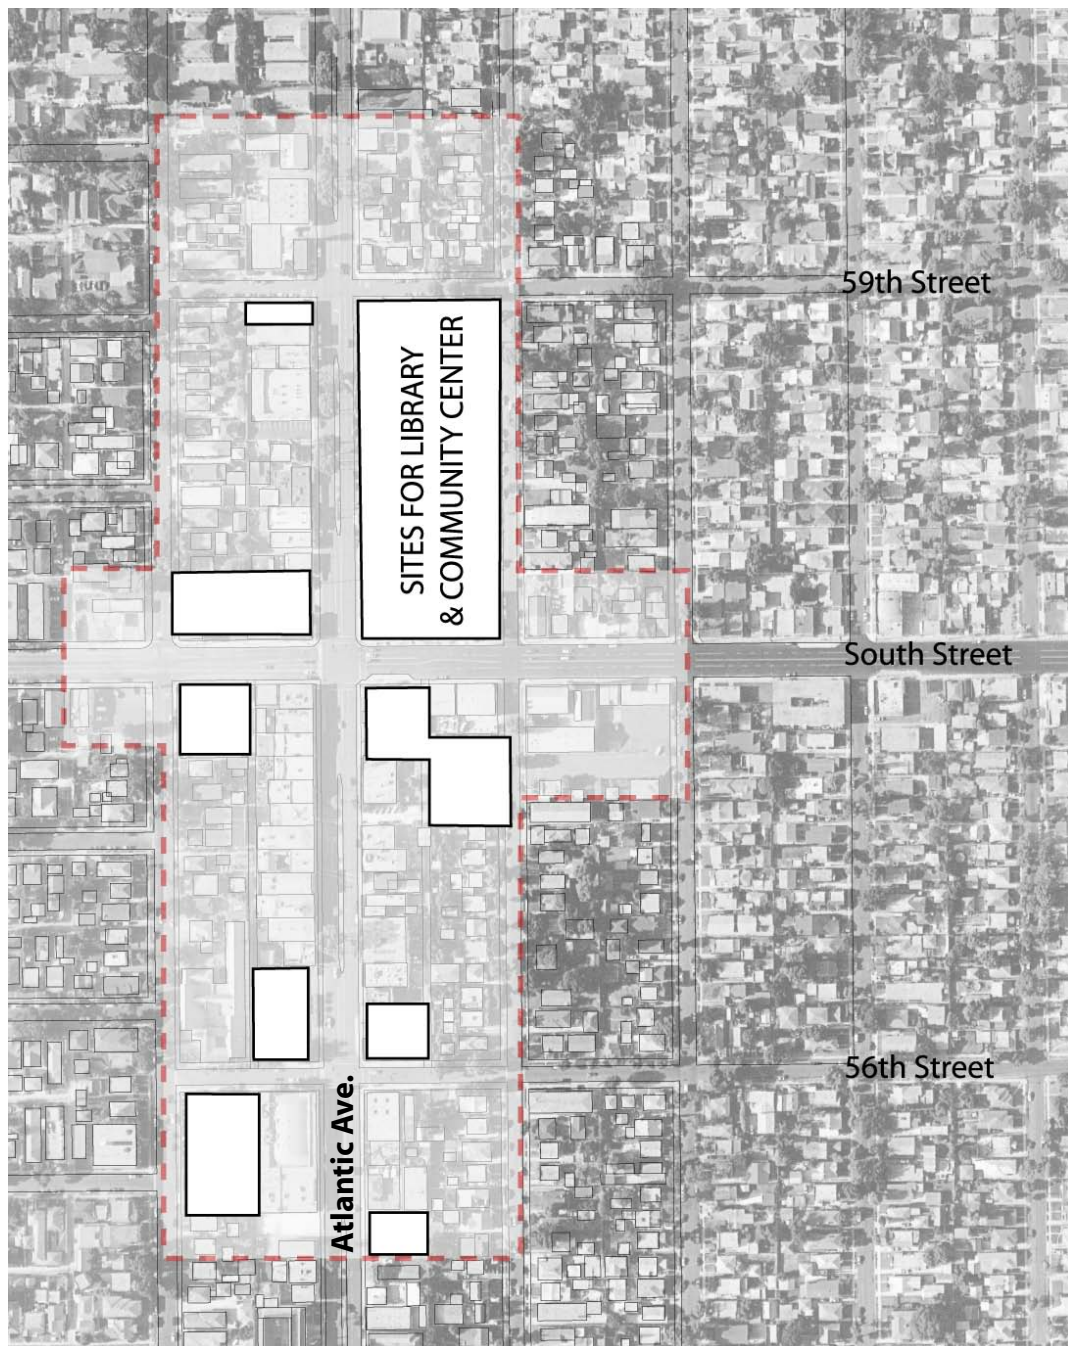 59th Street
SITES FOR LIBRARY
& COMMUNITY CENTER
South Street
56th Street
Atlantic Ave.